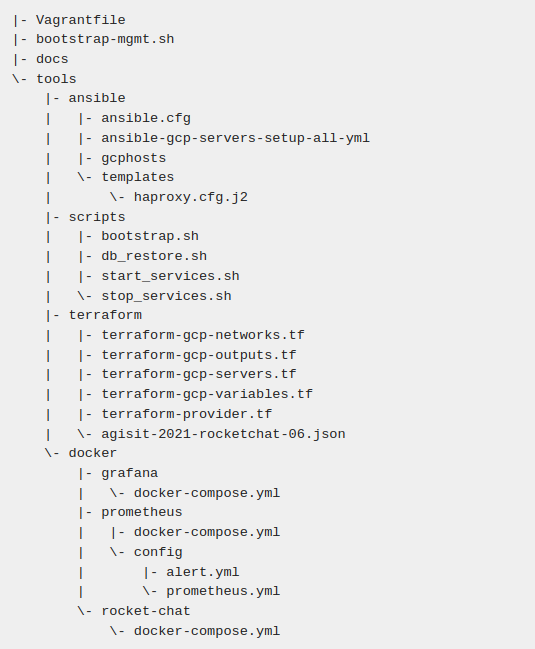 |- Vagrantfile
|- bootstrap-mgmt.sh
|- docs
\- tools
    |- ansible
    |   |- ansible.cfg
    |   |- ansible-gcp-servers-setup-all-yml
    |   |- gcphosts
    |   \- templates
    |       \- haproxy.cfg.j2
    |- scripts
    |   |- bootstrap.sh
    |   |- db_restore.sh
    |   |- start_services.sh
    |   \- stop_services.sh
    |- terraform
    |   |- terraform-gcp-networks.tf
    |   |- terraform-gcp-outputs.tf
    |   |- terraform-gcp-servers.tf
    |   |- terraform-gcp-variables.tf
    |   |- terraform-provider.tf
    |   \- agisit-2021-rocketchat-06.json
    \- docker
        |- grafana
        |   \- docker-compose.yml
        |- prometheus
        |   |- docker-compose.yml
        |   \- config
        |       |- alert.yml
        |       \- prometheus.yml
        \- rocket-chat
            \- docker-compose.yml